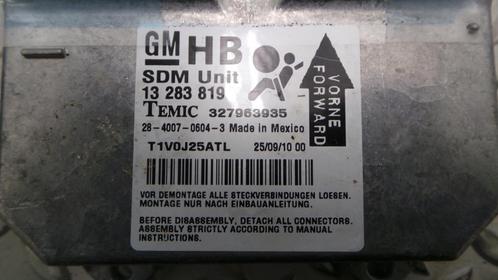 GM HB
SDM Unit
13 283 819
TEMIC 327963935
28-4007-0604-3 Made in Mexico
T1V0J25ATL 25/09/10 00
VORNE
FORWARD
VOR DEMONTAGE ALLE STECKVERBINDUNGEN LOESEN.
MONTAGE NUR NACH EINBAUANLEITUNG.
BEFORE DISASSEMBLY, DETACH ALL CONNECTORS.
ASSEMBLY STRICTLY ACCORDING TO MANUAL
INSTRUCTIONS.